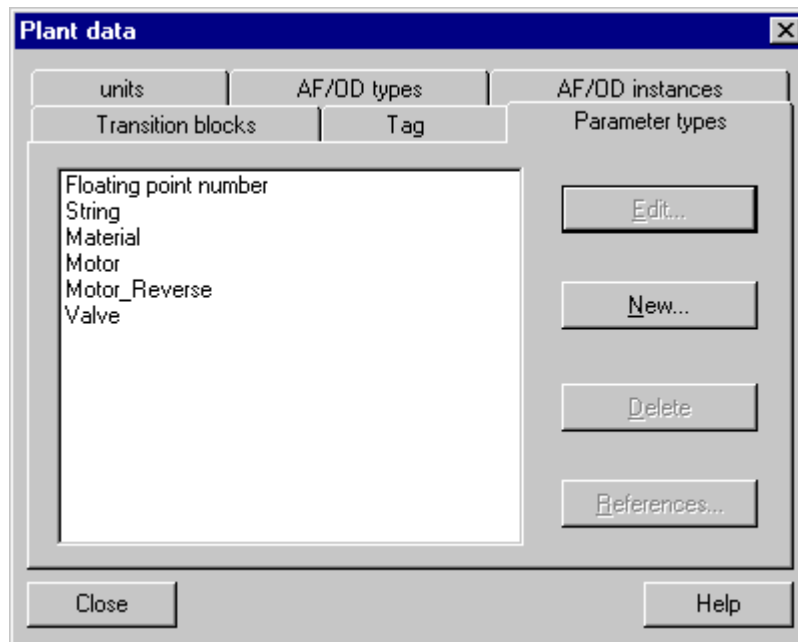 Plant data
units
AF/OD types
AF/OD instances
Transition blocks
Tag
Parameter types
Floating point number
String
Material
Motor
Motor_Reverse
Valve
Edit...
New...
Delete
References...
Close
Help